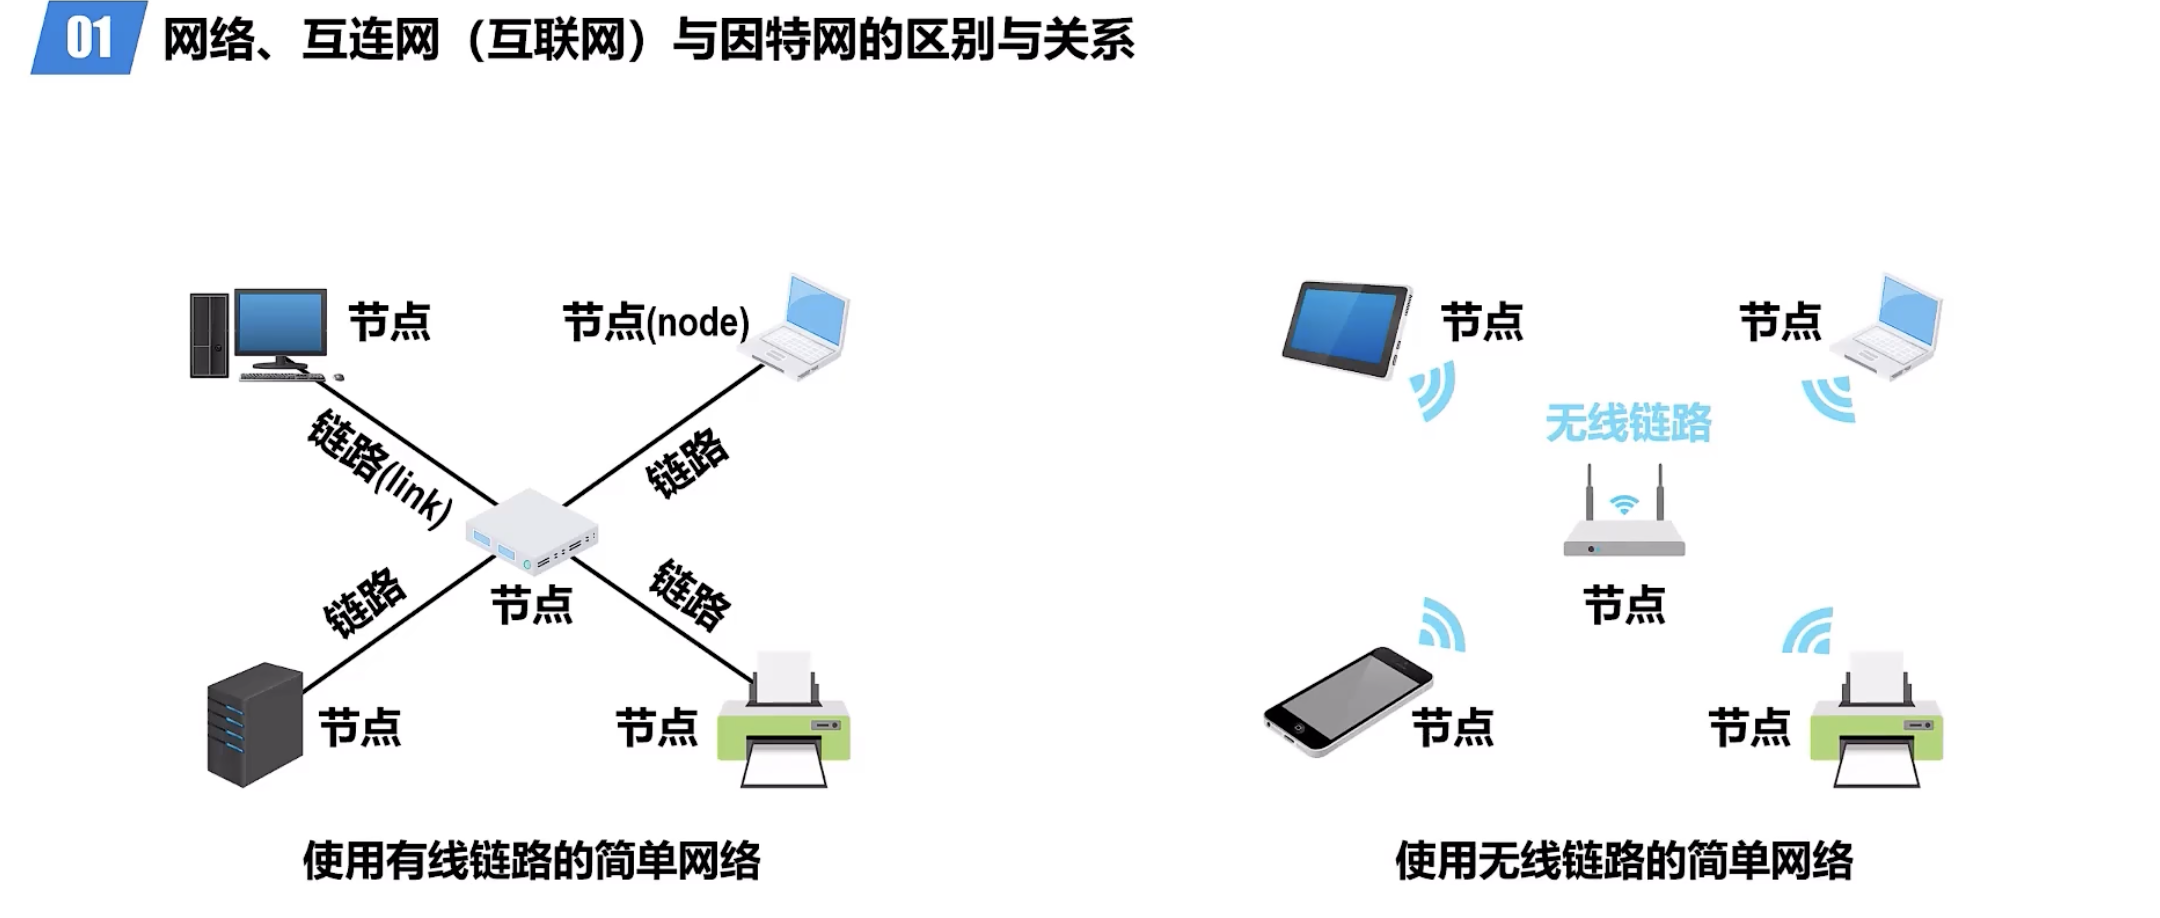 01 网络、互连网（互联网）与因特网的区别与关系
节点
节点(node)
链路(link)
链路
节点
链路
链路
节点
节点
使用有线链路的简单网络
节点
节点
无线链路
节点
节点
节点
使用无线链路的简单网络